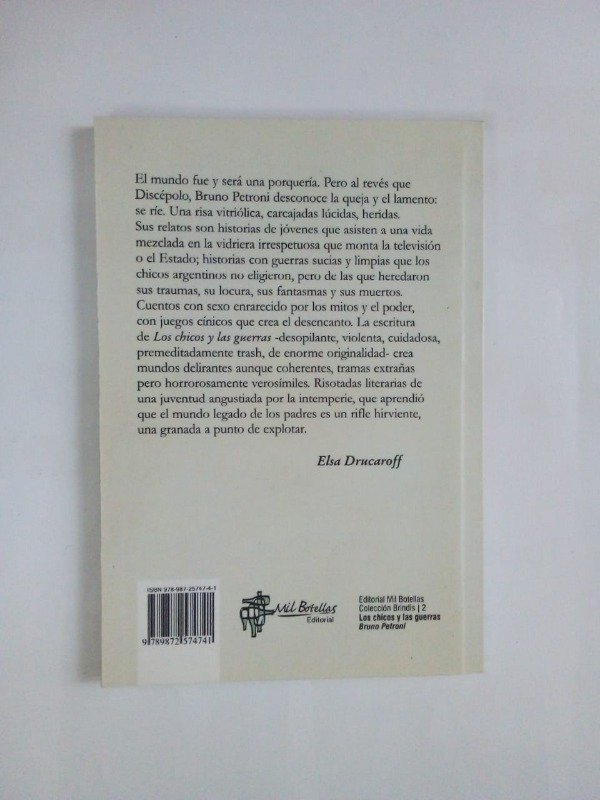 El mundo fue y será una porquería. Pero al revés que
Discépolo, Bruno Petroni desconoce la queja y el lamento:
se ríe. Una risa vitriólica, carcajadas lúcidas, heridas.
Sus relatos son historias de jóvenes que asisten a una vida
mezclada en la vidriera irrespetuosa que monta la televisión
o el Estado; historias con guerras sucias y limpias que los
chicos argentinos no eligieron, pero de las que heredaron
sus traumas, su locura, sus fantasmas y sus muertos.
Cuentos con sexo enrarecido por los mitos y el poder,
con juegos cínicos que crea el desencanto. La escritura
de Los chicos y las guerras -desopilante, violenta, cuidadosa,
premeditadamente trash, de enorme originalidad- crea
mundos delirantes aunque coherentes, tramas extrañas
pero horrorosamente verosímiles. Risotadas literarias de
una juventud angustiada por la intemperie, que aprendió
que el mundo legado de los padres es un rifle hirviente,
una granada a punto de explotar.
Elsa Drucaroff
ISBN 978-987-25747-4-1
9789872574741
Mil Botellas
Editorial
Editorial Mil Botellas
Colección Brindis | 2
Los chicos y las guerras
Bruno Petroni